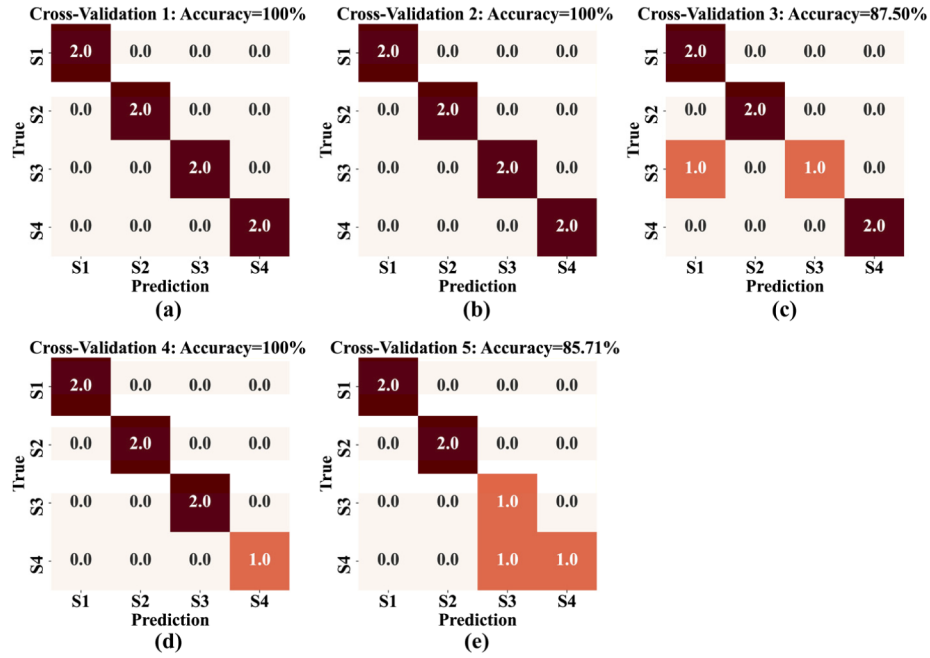 Cross-Validation 1: Accuracy=100%
True
S1 2.0 0.0 0.0 0.0
S2 0.0 2.0 0.0 0.0
S3 0.0 0.0 2.0 0.0
S4 0.0 0.0 0.0 2.0
S1 S2 S3 S4
Prediction
(a)
Cross-Validation 2: Accuracy=100%
True
S1 2.0 0.0 0.0 0.0
S2 0.0 2.0 0.0 0.0
S3 0.0 0.0 2.0 0.0
S4 0.0 0.0 0.0 2.0
S1 S2 S3 S4
Prediction
(b)
Cross-Validation 3: Accuracy=87.50%
True
S1 2.0 0.0 0.0 0.0
S2 0.0 2.0 0.0 0.0
S3 1.0 0.0 1.0 0.0
S4 0.0 0.0 0.0 2.0
S1 S2 S3 S4
Prediction
(c)
Cross-Validation 4: Accuracy=100%
True
S1 2.0 0.0 0.0 0.0
S2 0.0 2.0 0.0 0.0
S3 0.0 0.0 2.0 0.0
S4 0.0 0.0 0.0 1.0
S1 S2 S3 S4
Prediction
(d)
Cross-Validation 5: Accuracy=85.71%
True
S1 2.0 0.0 0.0 0.0
S2 0.0 2.0 0.0 0.0
S3 0.0 0.0 1.0 0.0
S4 0.0 0.0 1.0 1.0
S1 S2 S3 S4
Prediction
(e)